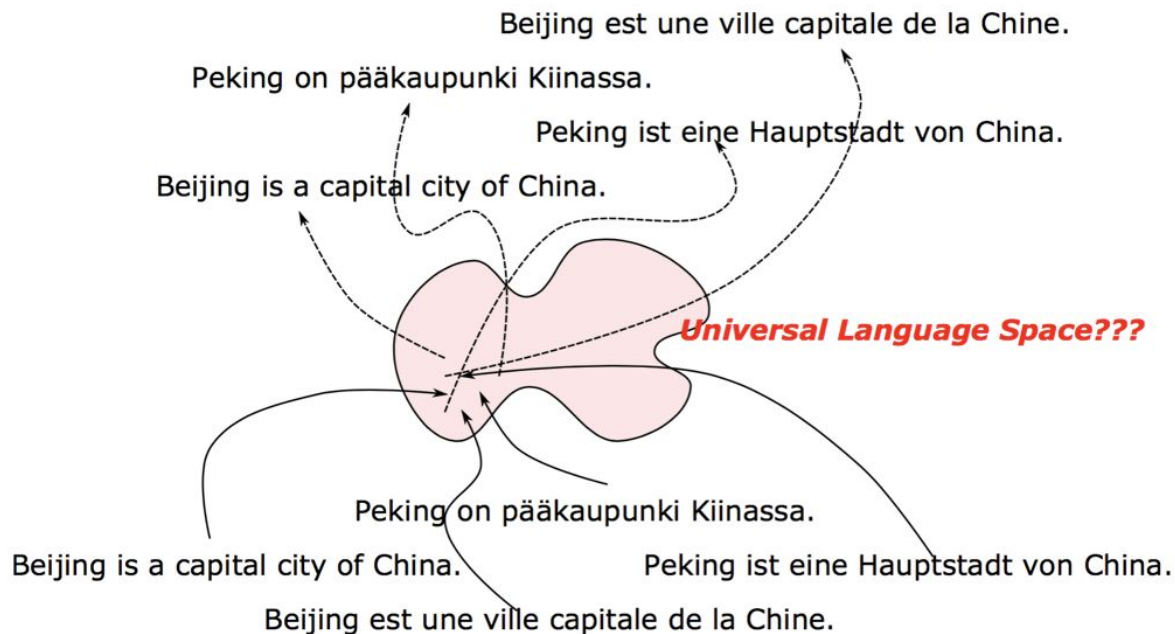 Beijing est une ville capitale de la Chine.
Peking on pääkaupunki Kiinassa.
Peking ist eine Hauptstadt von China.
Beijing is a capital city of China.
Universal Language Space???
Peking on pääkaupunki Kiinassa.
Beijing is a capital city of China.
Peking ist eine Hauptstadt von China.
Beijing est une ville capitale de la Chine.